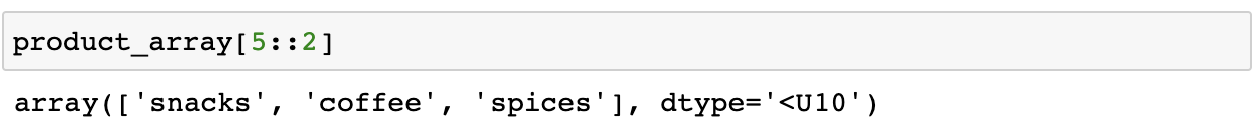 product_array[5::2]
array(['snacks', 'coffee', 'spices'], dtype='<U10')